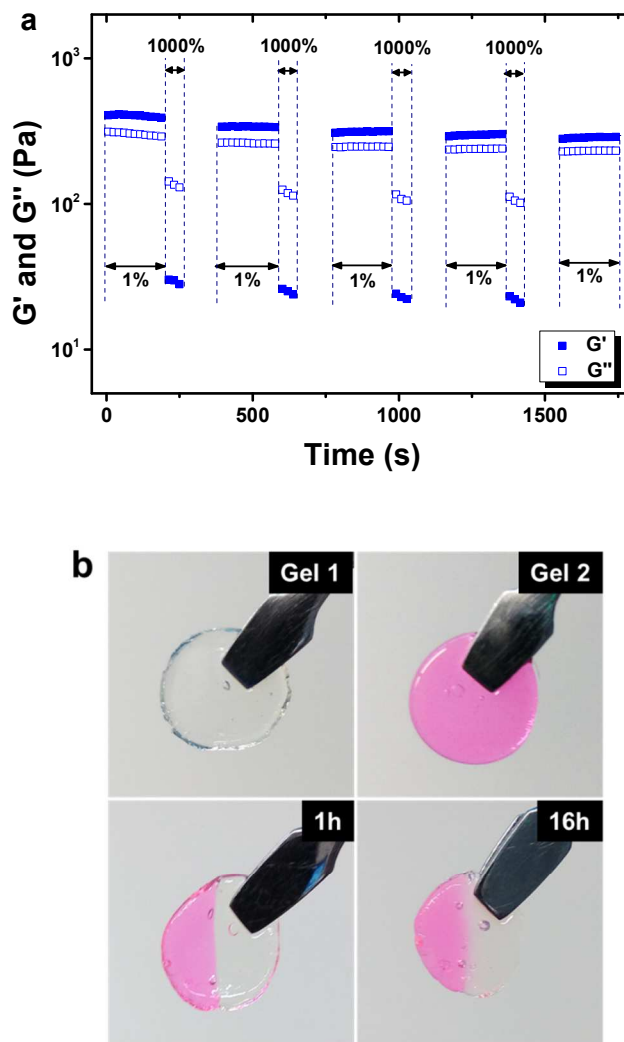 a
1000% 1000% 1000% 1000%
10³
10²
10¹
G' and G'' (Pa)
1% 1% 1% 1% 1%
G'
G''
0 500 1000 1500
Time (s)
b
Gel 1 Gel 2
1h 16h